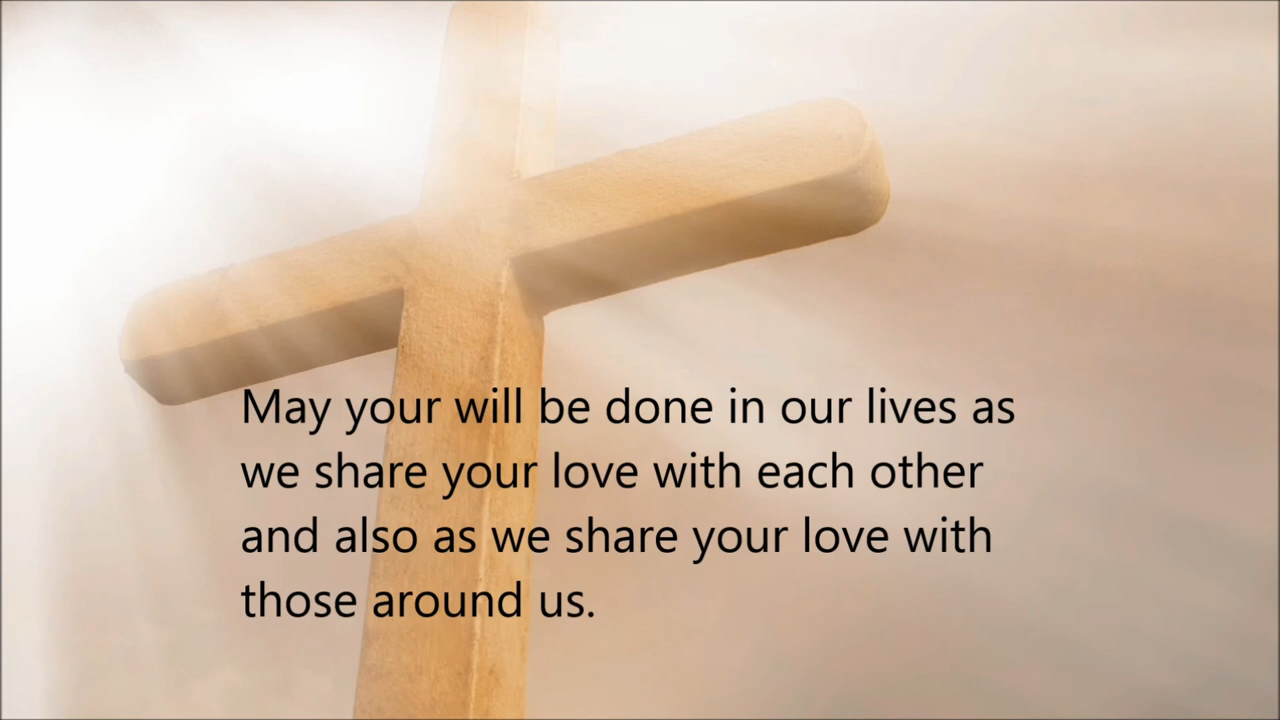 May your will be done in our lives as
we share your love with each other
and also as we share your love with
those around us.